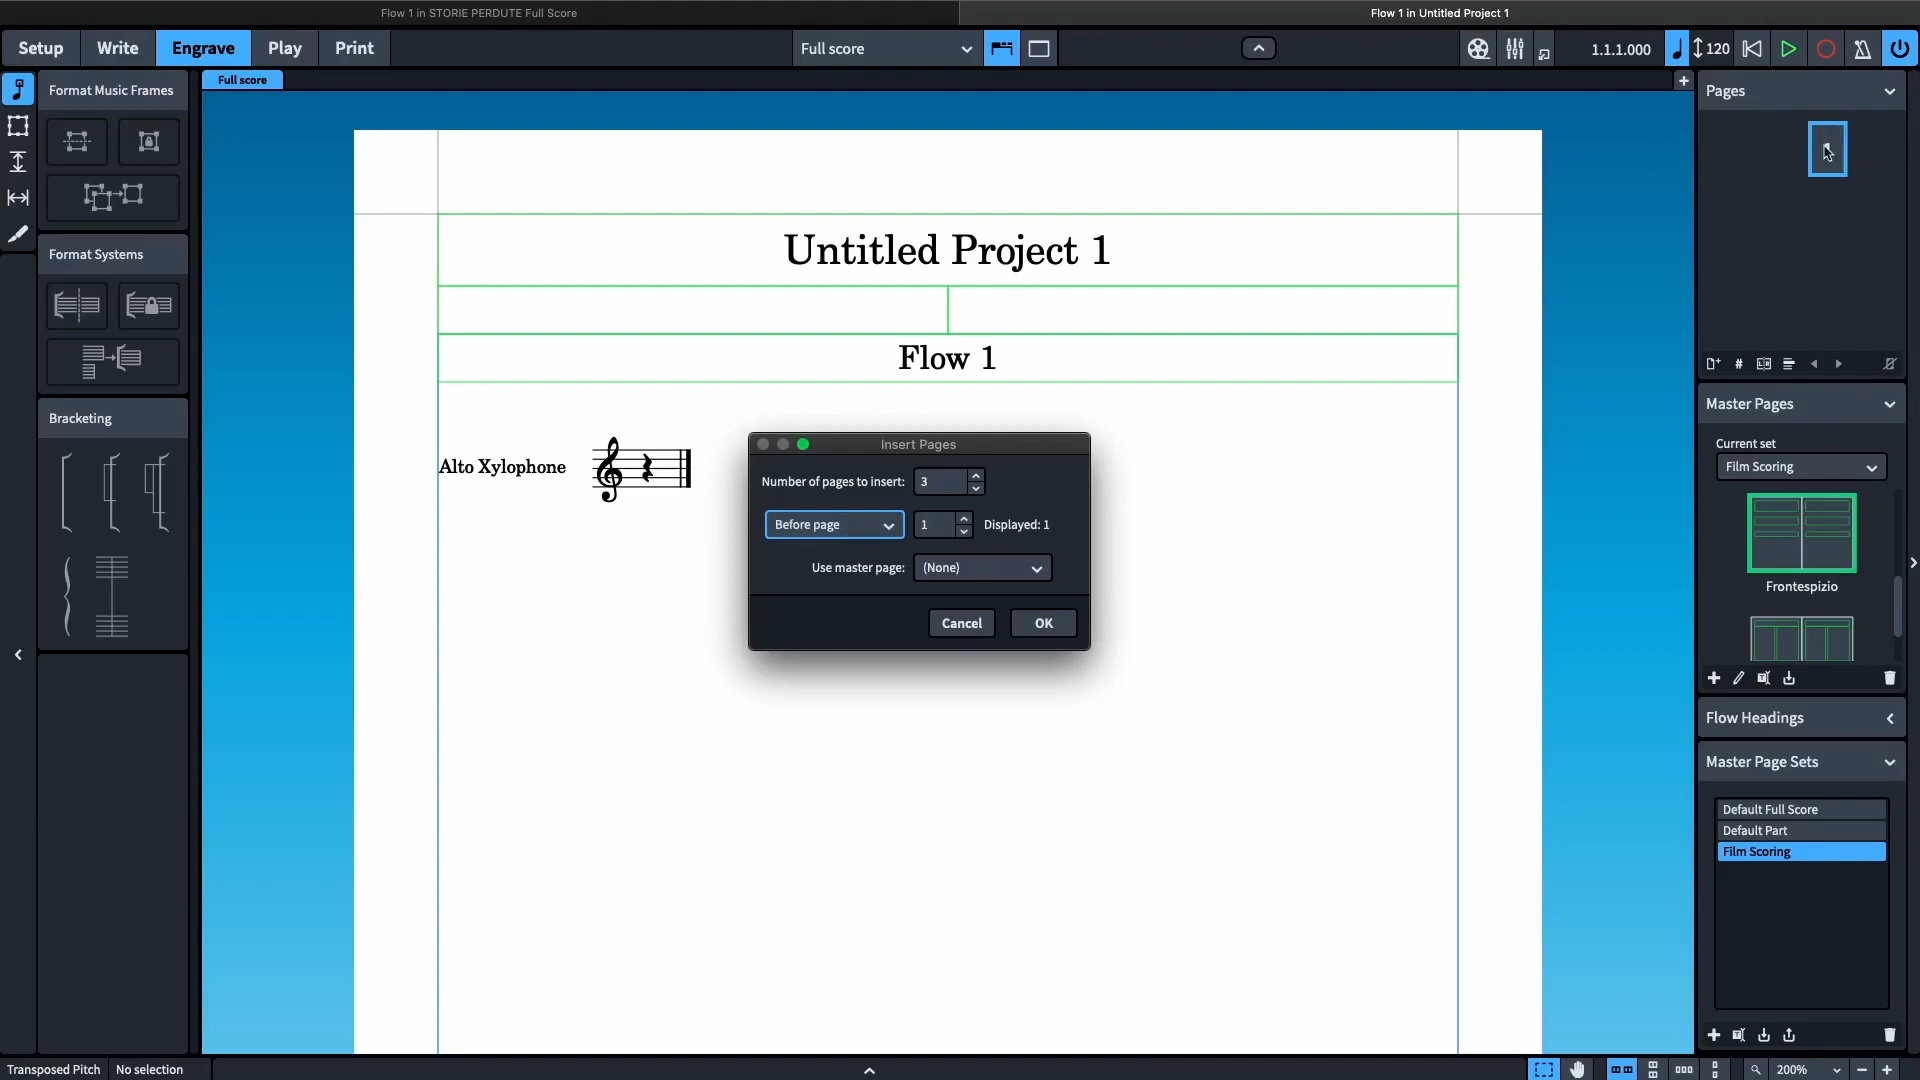 Flow 1 in STORIE PERDUTE Full Score
Flow 1 in Untitled Project 1
Setup
Write
Engrave
Play
Print
Full score
1.1.1.000
120
Format Music Frames
Full score
Pages
Untitled Project 1
Format Systems
Flow 1
Master Pages
Bracketing
Insert Pages
Current set
Film Scoring
Alto Xylophone
Number of pages to insert:
3
Before page
1
Displayed: 1
Use master page:
(None)
Frontespizio
Cancel
OK
Flow Headings
Master Page Sets
Default Full Score
Default Part
Film Scoring
Transposed Pitch
No selection
200%